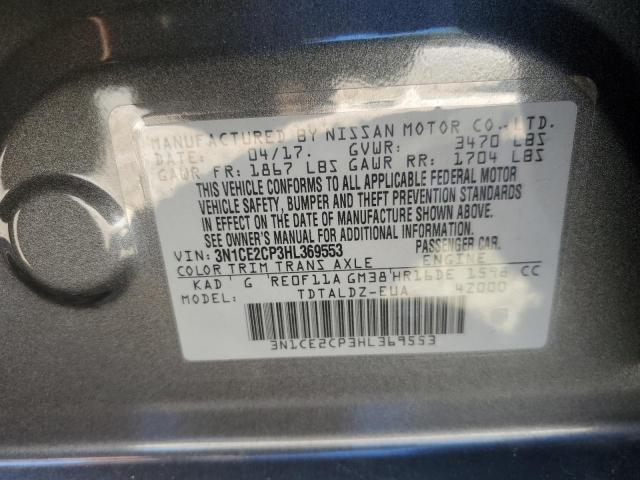 MANUFACTURED BY NISSAN MOTOR CO., LTD.
DATE: 04/17. GVWR: 3470 LBS
GAWR FR: 1867 LBS GAWR RR: 1704 LBS
THIS VEHICLE CONFORMS TO ALL APPLICABLE FEDERAL MOTOR
VEHICLE SAFETY, BUMPER AND THEFT PREVENTION STANDARDS
IN EFFECT ON THE DATE OF MANUFACTURE SHOWN ABOVE.
SEE OWNER'S MANUAL FOR ADDITIONAL INFORMATION.
VIN: 3N1CE2CP3HL369553 PASSENGER CAR.
COLOR TRIM TRANS AXLE ENGINE
KAD G RE0F11A GM38 HR16DE 1598 CC
MODEL: TDTALDZ-EUA 42000
3N1CE2CP3HL369553